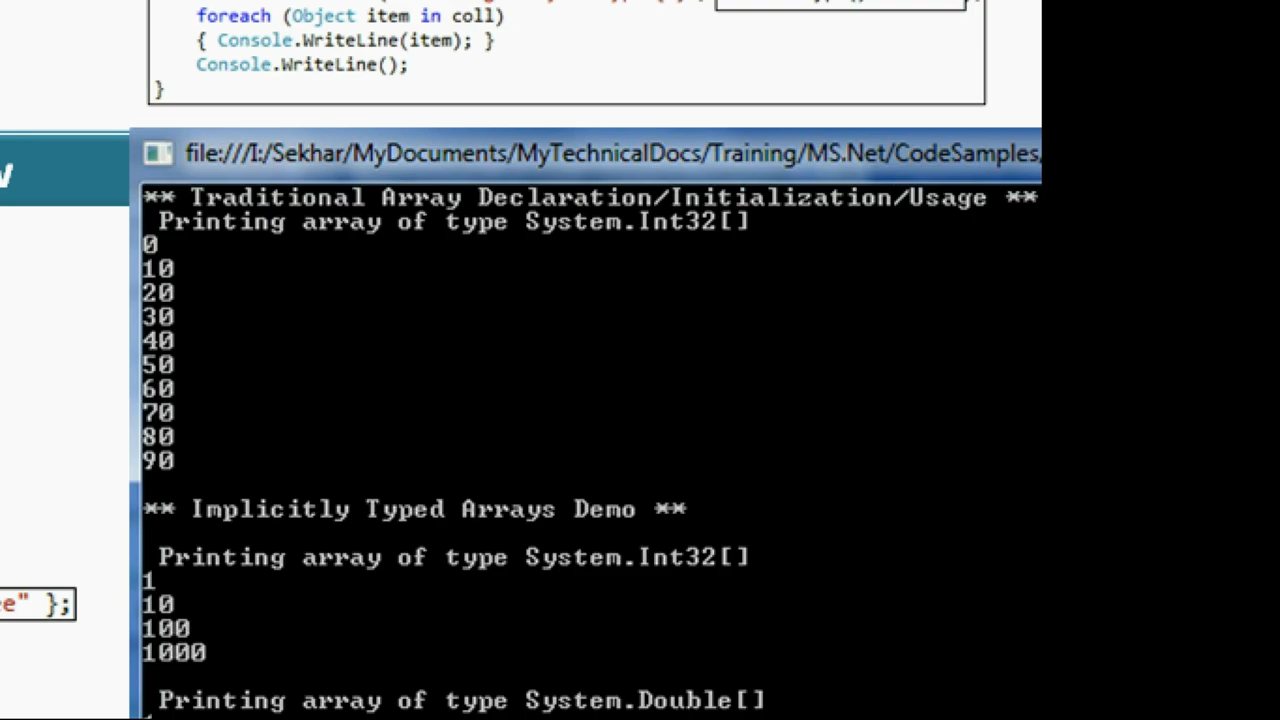 foreach (Object item in coll)
{ Console.WriteLine(item); }
Console.WriteLine();
}
file:///I:/Sekhar/MyDocuments/MyTechnicalDocs/Training/MS.Net/CodeSamples/
** Traditional Array Declaration/Initialization/Usage **
Printing array of type System.Int32[]
0
10
20
30
40
50
60
70
80
90
** Implicitly Typed Arrays Demo **
Printing array of type System.Int32[]
1
e" };
10
100
1000
Printing array of type System.Double[]